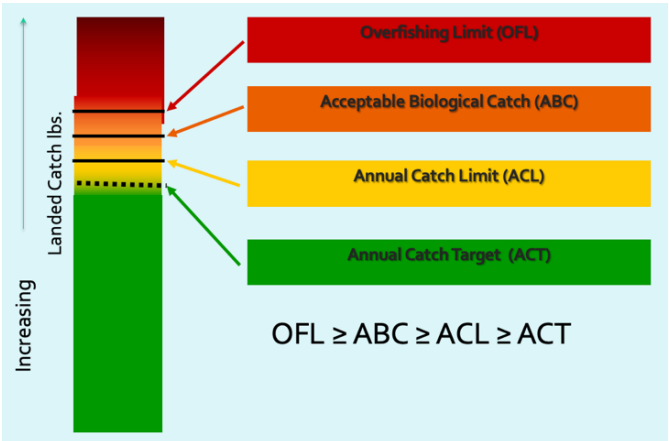 Overfishing Limit (OFL)
Acceptable Biological Catch (ABC)
Annual Catch Limit (ACL)
Annual Catch Target (ACT)
OFL ≥ ABC ≥ ACL ≥ ACT
Landed Catch lbs.
Increasing